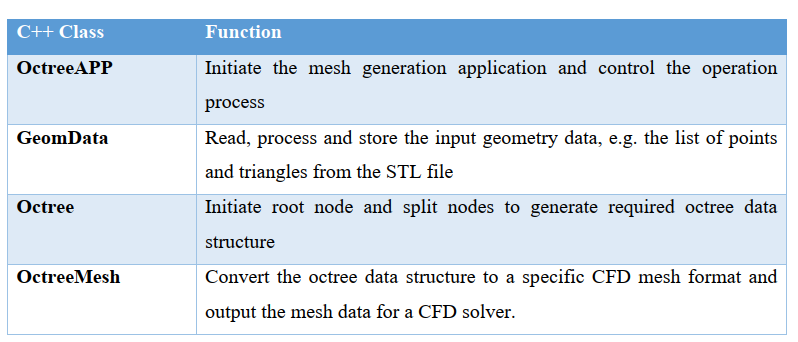 C++ Class Function
OctreeAPP Initiate the mesh generation application and control the operation
process
GeomData Read, process and store the input geometry data, e.g. the list of points
and triangles from the STL file
Octree Initiate root node and split nodes to generate required octree data
structure
OctreeMesh Convert the octree data structure to a specific CFD mesh format and
output the mesh data for a CFD solver.